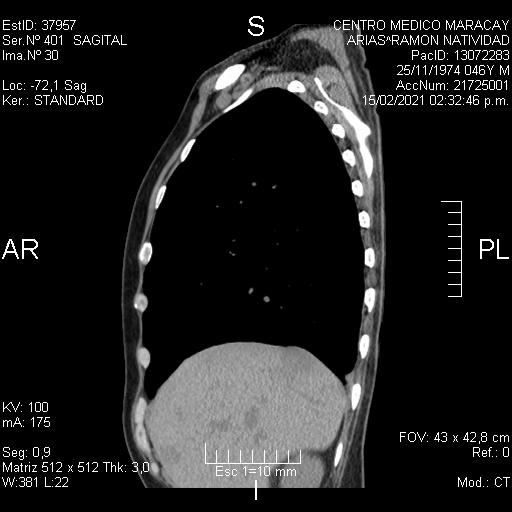 EstID: 37957
Ser.Nº 401 SAGITAL
Ima.Nº 30
Loc: -72,1 Sag
Ker.: STANDARD
S
CENTRO MEDICO MARACAY
ARIAS^RAMON NATIVIDAD
PacID: 13072283
25/11/1974 046Y M
AccNum: 21725001
15/02/2021 02:32:46 p.m.
AR
PL
KV: 100
mA: 175
Seg: 0,9
Matriz 512 x 512 Thk: 3,0
W:381 L:22
Esc 1=10 mm
I
FOV: 43 x 42,8 cm
Ref.: 0
Mod.: CT